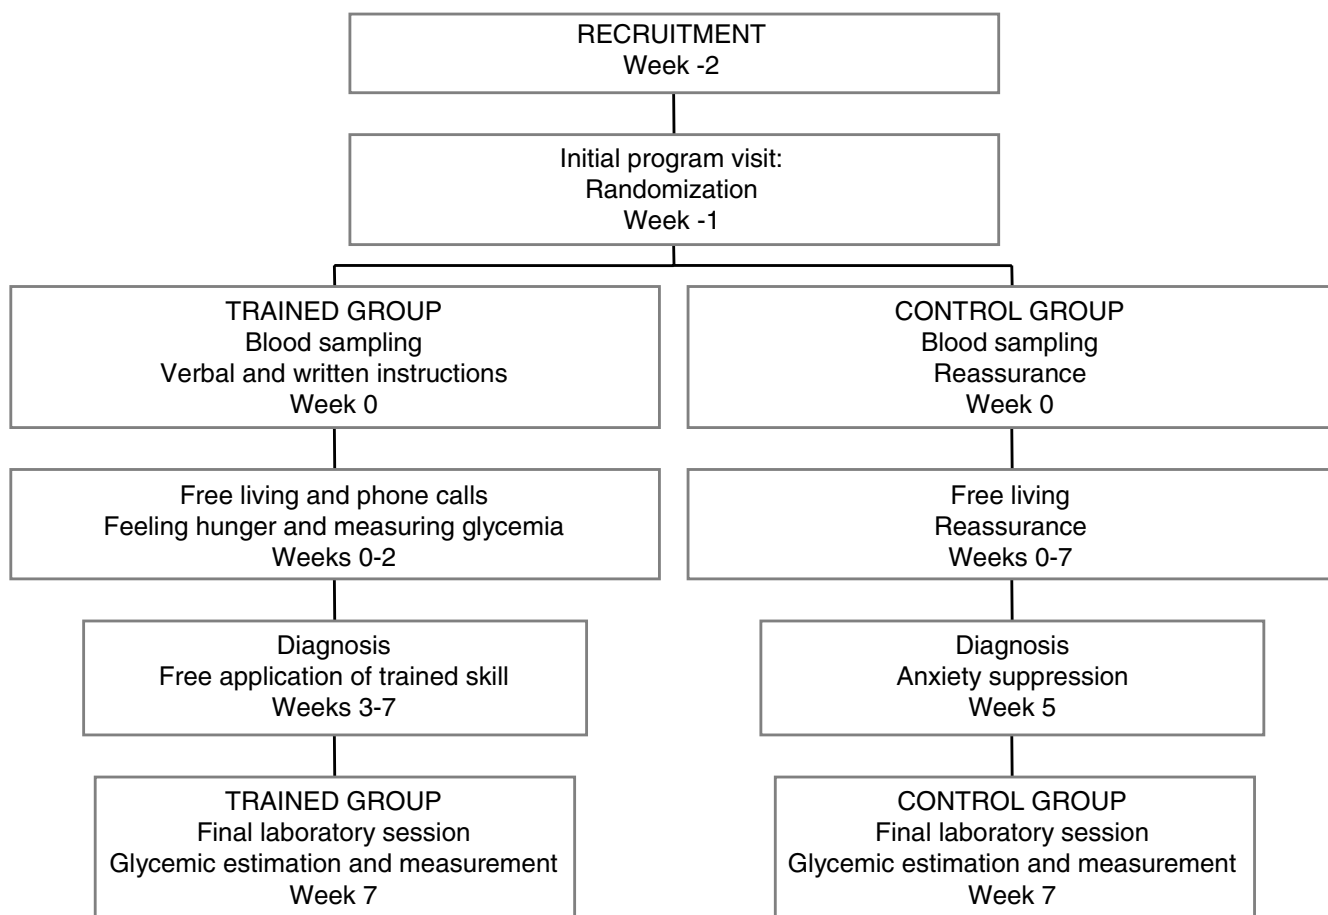 RECRUITMENT
Week -2
Initial program visit:
Randomization
Week -1
TRAINED GROUP
Blood sampling
Verbal and written instructions
Week 0
CONTROL GROUP
Blood sampling
Reassurance
Week 0
Free living and phone calls
Feeling hunger and measuring glycemia
Weeks 0-2
Free living
Reassurance
Weeks 0-7
Diagnosis
Free application of trained skill
Weeks 3-7
Diagnosis
Anxiety suppression
Week 5
TRAINED GROUP
Final laboratory session
Glycemic estimation and measurement
Week 7
CONTROL GROUP
Final laboratory session
Glycemic estimation and measurement
Week 7